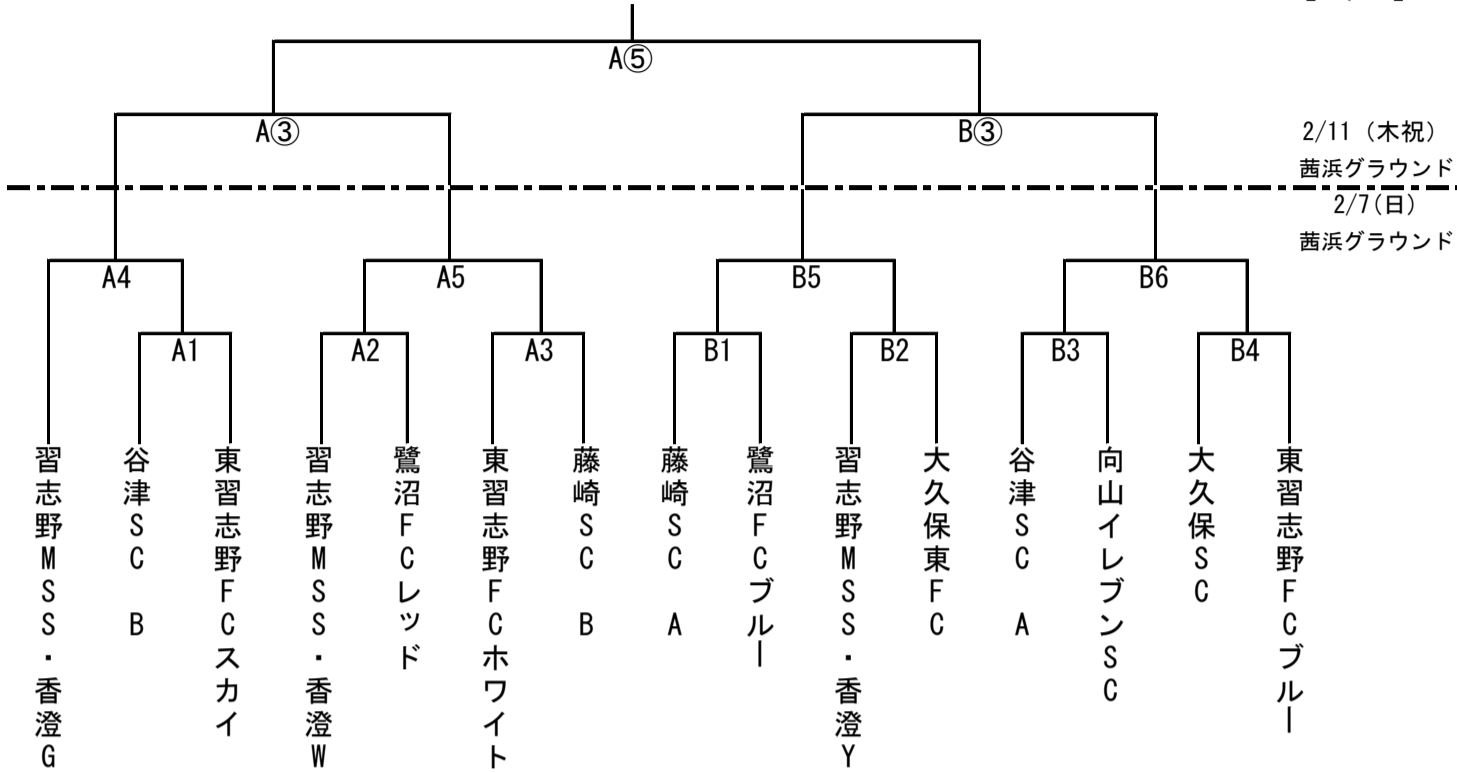 A⑤
A③
B③
2/11 (木祝)
茜浜グラウンド
2/7(日)
茜浜グラウンド
A4
A5
B5
B6
A1
A2
A3
B1
B2
B3
B4
習志野MSS・香澄G
谷津SC B
東習志野FCスカイ
習志野MSS・香澄W
鷺沼FCレッド
東習志野FCホワイト
藤崎SC B
藤崎SC A
鷺沼FCブルー
習志野MSS・香澄Y
大久保東FC
谷津SC A
向山イレブンSC
大久保SC
東習志野FCブルー